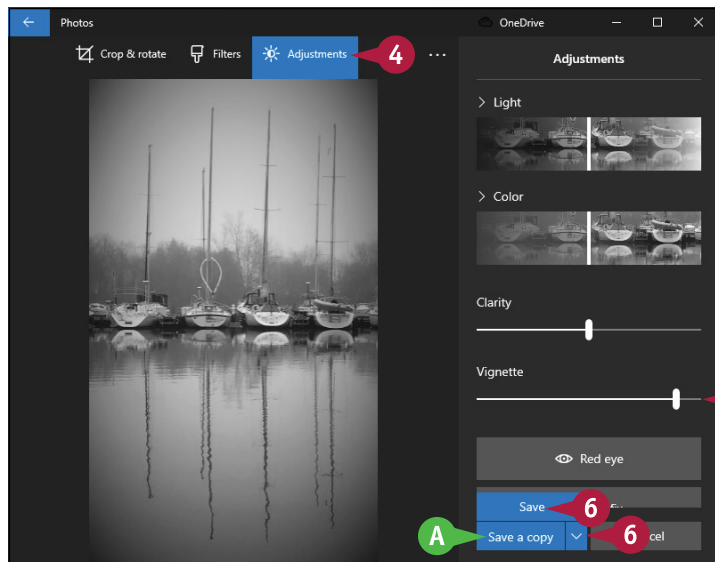 Photos
OneDrive
Crop & rotate
Filters
Adjustments
4
Adjustments
Light
Color
Clarity
Vignette
Red eye
Save
6
A
Save a copy
6